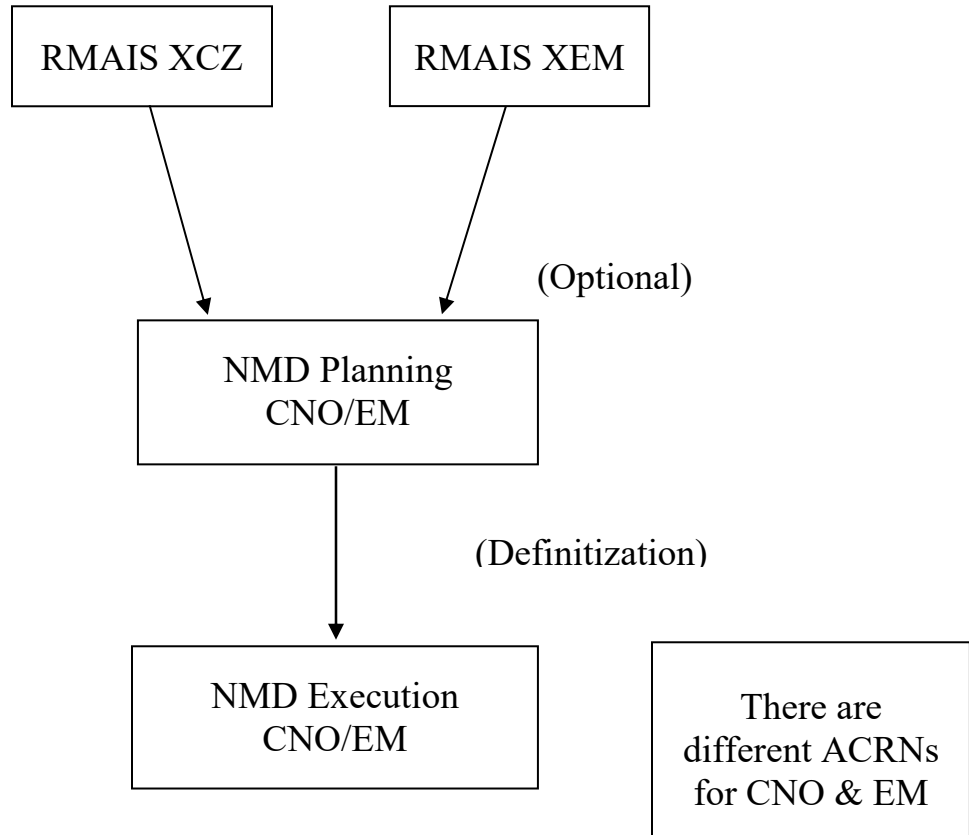 RMAIS XCZ
RMAIS XEM
(Optional)
NMD Planning
CNO/EM
(Definitization)
NMD Execution
CNO/EM
There are
different ACRNs
for CNO & EM